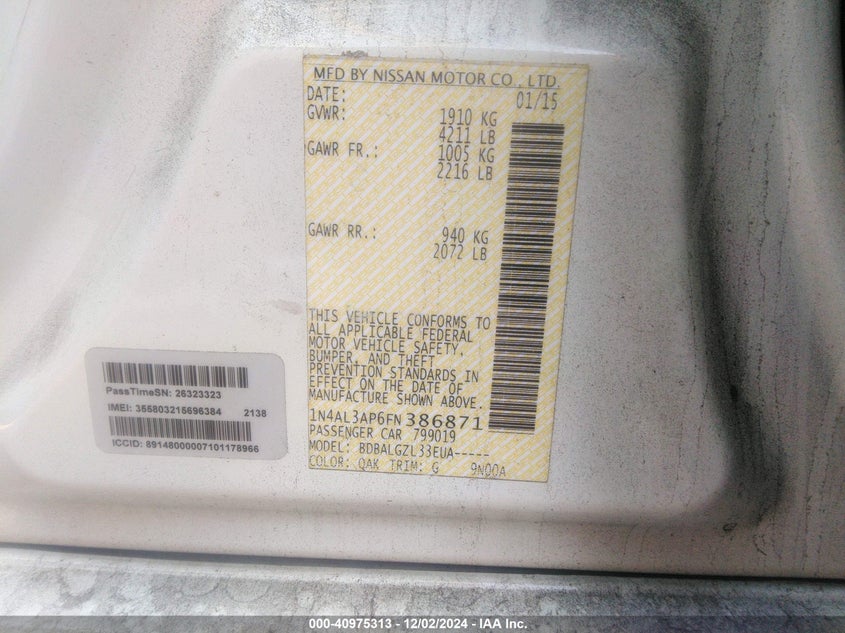 MFD BY NISSAN MOTOR CO., LTD.
DATE: 01/15
GVWR: 1910 KG
4211 LB
GAWR FR.: 1005 KG
2216 LB
GAWR RR.: 940 KG
2072 LB
THIS VEHICLE CONFORMS TO
ALL APPLICABLE FEDERAL
MOTOR VEHICLE SAFETY,
BUMPER, AND THEFT
PREVENTION STANDARDS IN
EFFECT ON THE DATE OF
MANUFACTURE SHOWN ABOVE.
1N4AL3AP6FN386871
PASSENGER CAR 799019
MODEL: BDBALGZL33EUA-----
COLOR: QAK TRIM: G 9N00A
PassTimeSN: 26323323
IMEI: 355803215696384 2138
ICCID: 89148000007101178966
000-40975313 - 12/02/2024 - IAA Inc.